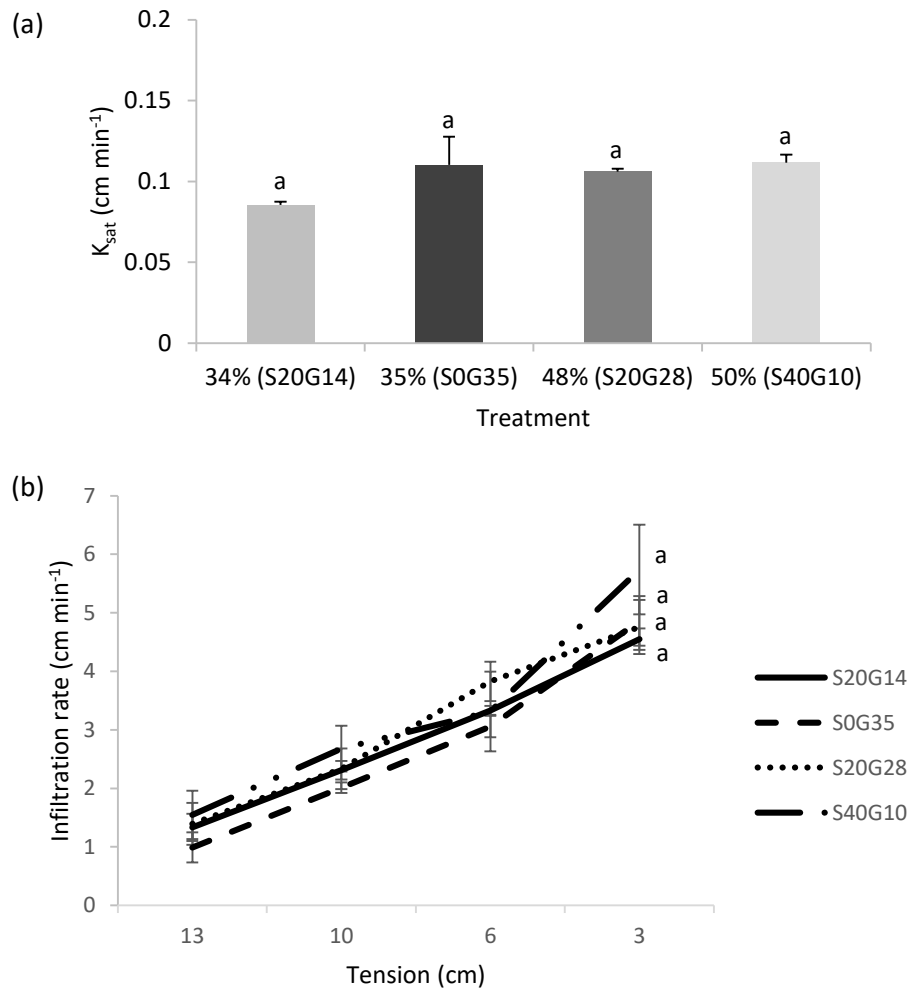 (a)
0.2
0.15
0.1
0.05
0
K_sat (cm min⁻¹)
a
a
a
a
34% (S20G14)
35% (S0G35)
48% (S20G28)
50% (S40G10)
Treatment
(b)
7
6
5
4
3
2
1
0
Infiltration rate (cm min⁻¹)
a
a
a
a
13
10
6
3
Tension (cm)
S20G14
S0G35
S20G28
S40G10